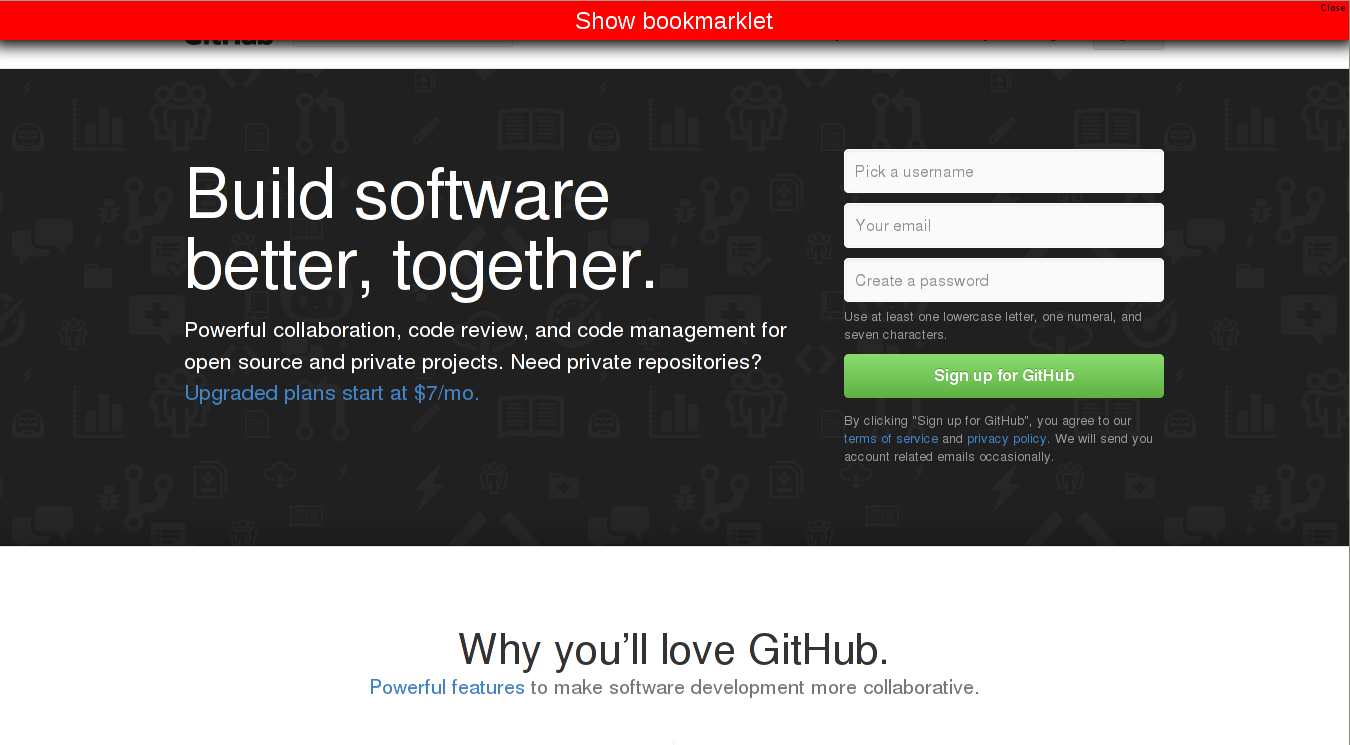 Show bookmarklet
Close
GitHub
Build software
better, together.
Powerful collaboration, code review, and code management for
open source and private projects. Need private repositories?
Upgraded plans start at $7/mo.
Pick a username
Your email
Create a password
Use at least one lowercase letter, one numeral, and
seven characters.
Sign up for GitHub
By clicking "Sign up for GitHub", you agree to our
terms of service and privacy policy. We will send you
account related emails occasionally.
Why you’ll love GitHub.
Powerful features to make software development more collaborative.